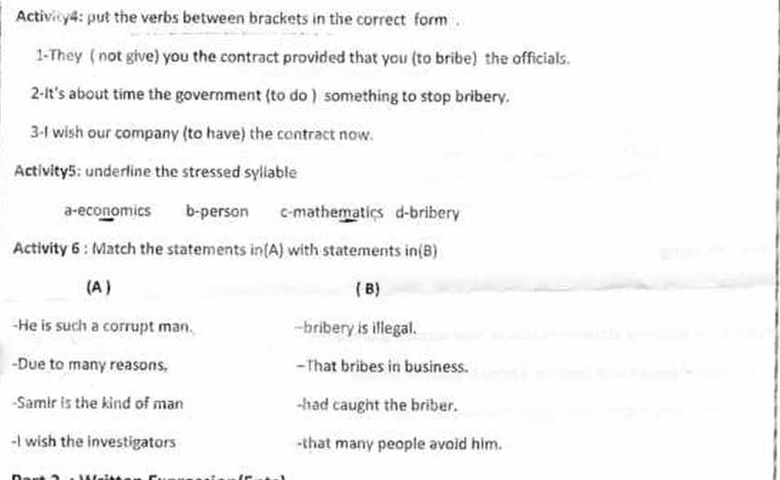 Activity4: put the verbs between brackets in the correct form .
1-They ( not give) you the contract provided that you (to bribe) the officials.
2-It's about time the government (to do ) something to stop bribery.
3-I wish our company (to have) the contract now.
Activity5: underline the stressed syllable
a-economics b-person c-mathematics d-bribery
Activity 6 : Match the statements in(A) with statements in(B)
(A) (B)
-He is such a corrupt man. –bribery is illegal.
-Due to many reasons, –That bribes in business.
-Samir is the kind of man -had caught the briber.
-I wish the investigators -that many people avoid him.
Part 2 : Written Expression